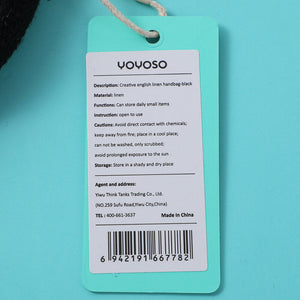 YOYOSO
Description: Creative english linen handbag-black
Material: linen
Functions: Can store daily small items
Instruction: open to use
Cautions: Avoid direct contact with chemicals;
keep away from fire; place in a cool place;
can not be washed, only scrubbed;
avoid prolonged exposure to the sun
Storage: Store in a shady and dry place
Agent and address:
Yiwu Think Tanks Trading Co., Ltd.
(NO.259 Sufu Road,Yiwu City,China)
TEL : 400-661-3637
Made In China
6 942191 667782